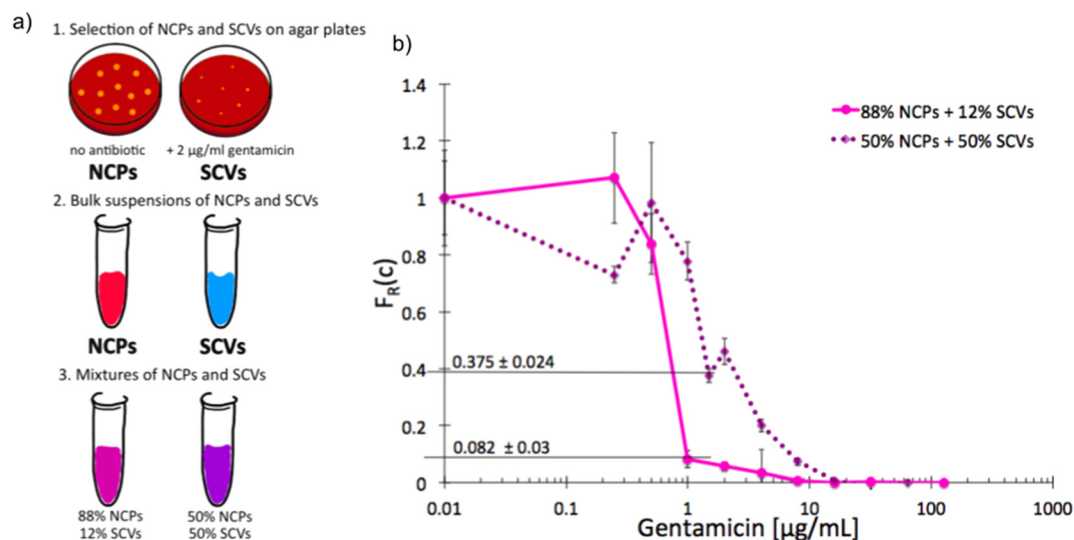 a)
1. Selection of NCPs and SCVs on agar plates
no antibiotic
+ 2 µg/ml gentamicin
NCPs
SCVs
2. Bulk suspensions of NCPs and SCVs
NCPs
SCVs
3. Mixtures of NCPs and SCVs
88% NCPs
12% SCVs
50% NCPs
50% SCVs
b)
88% NCPs + 12% SCVs
50% NCPs + 50% SCVs
F_R(c)
1.4
1.2
1
0.8
0.6
0.4
0.2
0
0.375 ± 0.024
0.082 ± 0.03
0.01
0.1
1
10
100
1000
Gentamicin [µg/mL]